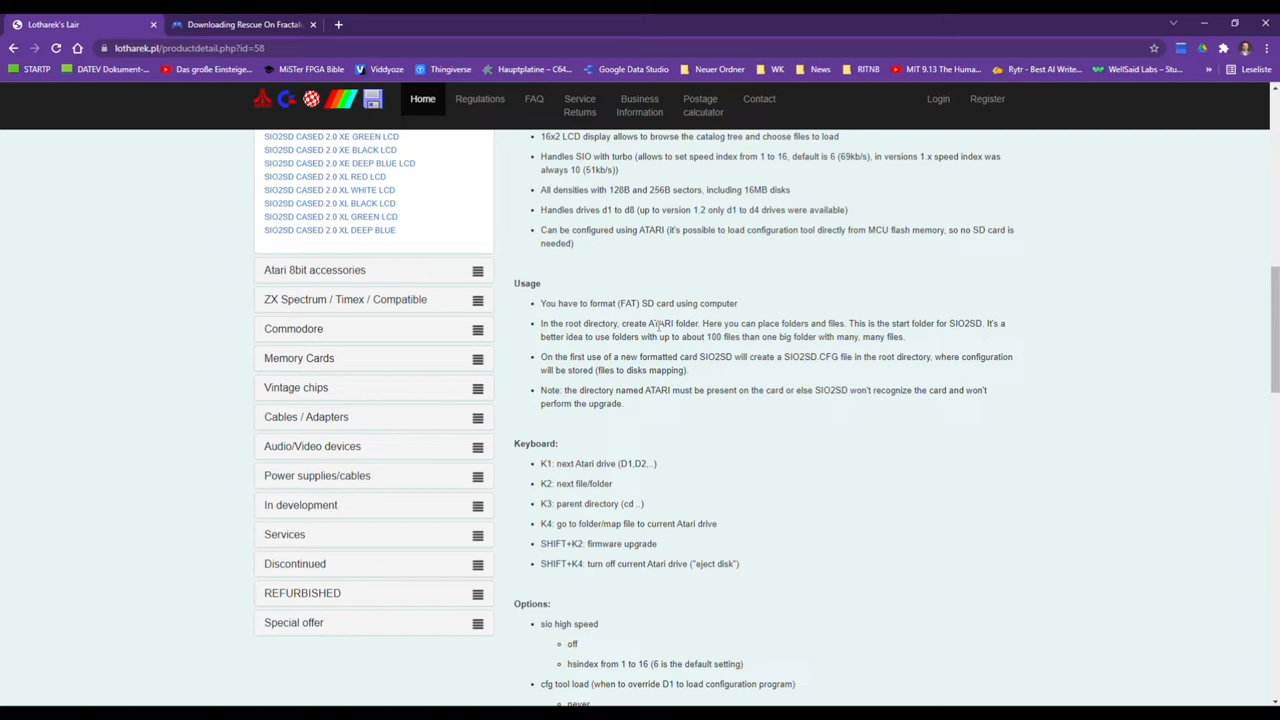 Lotharek's Lair
Downloading Rescue On Fractal
lotharek.pl/productdetail.php?id=58
STARTP
DATEV Dokument-...
Das große Einsteige...
MiSTer FPGA Bible
Viddyoze
Thingiverse
Hauptplatine – C64...
Google Data Studio
Neuer Ordner
WK
News
RITNB
MIT 9.13 The Huma...
Rytr - Best AI Write...
WellSaid Labs – Stu...
»
Leseliste
Home
Regulations
FAQ
Service Returns
Business Information
Postage calculator
Contact
Login
Register
SIO2SD CASED 2.0 XE GREEN LCD
SIO2SD CASED 2.0 XE BLACK LCD
SIO2SD CASED 2.0 XE DEEP BLUE LCD
SIO2SD CASED 2.0 XL RED LCD
SIO2SD CASED 2.0 XL WHITE LCD
SIO2SD CASED 2.0 XL BLACK LCD
SIO2SD CASED 2.0 XL GREEN LCD
SIO2SD CASED 2.0 XL DEEP BLUE
Atari 8bit accessories
ZX Spectrum / Timex / Compatible
Commodore
Memory Cards
Vintage chips
Cables / Adapters
Audio/Video devices
Power supplies/cables
In development
Services
Discontinued
REFURBISHED
Special offer
• 16x2 LCD display allows to browse the catalog tree and choose files to load
• Handles SIO with turbo (allows to set speed index from 1 to 16, default is 6 (69kb/s), in versions 1.x speed index was
always 10 (51kb/s))
• All densities with 128B and 256B sectors, including 16MB disks
• Handles drives d1 to d8 (up to version 1.2 only d1 to d4 drives were available)
• Can be configured using ATARI (it's possible to load configuration tool directly from MCU flash memory, so no SD card is
needed)
Usage
• You have to format (FAT) SD card using computer
• In the root directory, create ATARI folder. Here you can place folders and files. This is the start folder for SIO2SD. It's a
better idea to use folders with up to about 100 files than one big folder with many, many files.
• On the first use of a new formatted card SIO2SD will create a SIO2SD.CFG file in the root directory, where configuration
will be stored (files to disks mapping).
• Note: the directory named ATARI must be present on the card or else SIO2SD won't recognize the card and won't
perform the upgrade.
Keyboard:
• K1: next Atari drive (D1,D2,..)
• K2: next file/folder
• K3: parent directory (cd ..)
• K4: go to folder/map file to current Atari drive
• SHIFT+K2: firmware upgrade
• SHIFT+K4: turn off current Atari drive ("eject disk")
Options:
• sio high speed
off
hsindex from 1 to 16 (6 is the default setting)
• cfg tool load (when to override D1 to load configuration program)
never